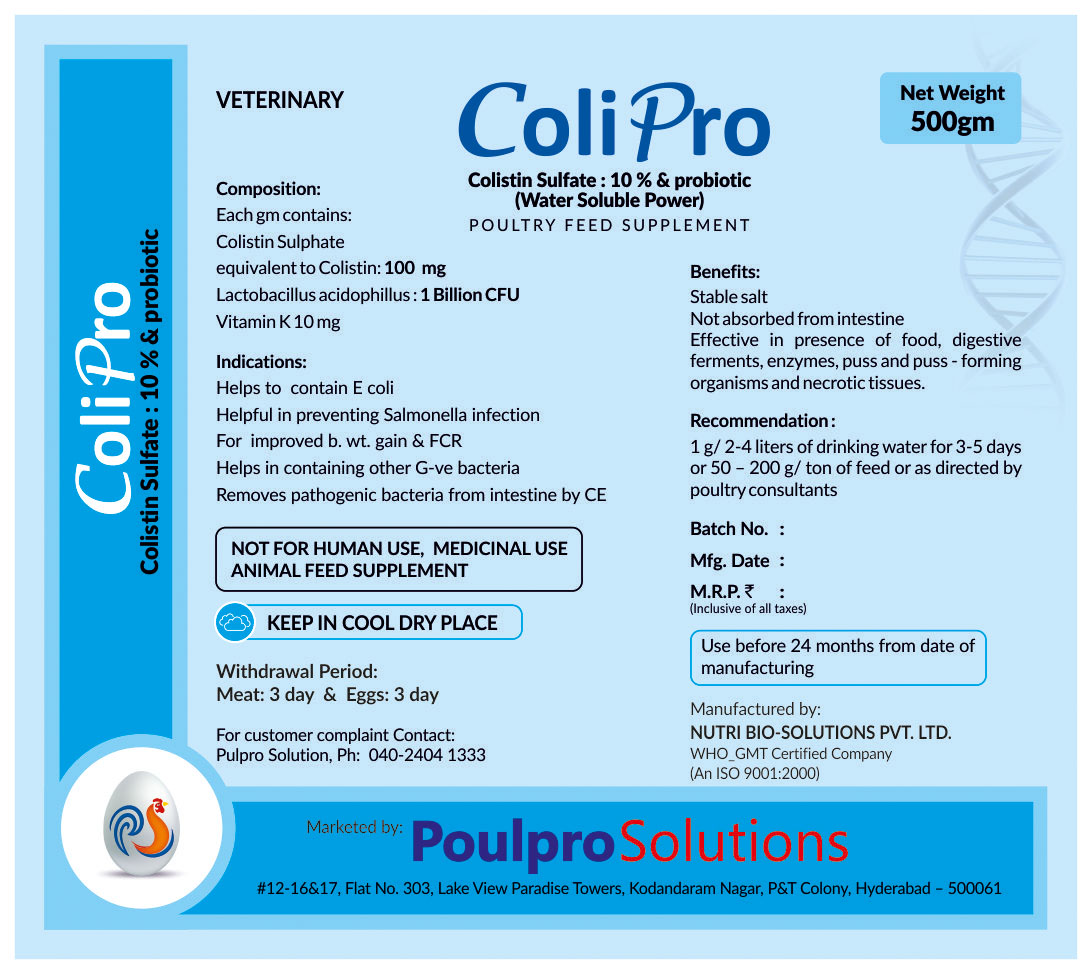 VETERINARY
Coli Pro
Colistin Sulfate : 10 % & probiotic
(Water Soluble Power)
POULTRY FEED SUPPLEMENT
Net Weight
500gm
Coli Pro
Colistin Sulfate : 10 % & probiotic
Composition:
Each gm contains:
Colistin Sulphate
equivalent to Colistin: 100 mg
Lactobacillus acidophillus : 1 Billion CFU
Vitamin K 10 mg
Indications:
Helps to contain E coli
Helpful in preventing Salmonella infection
For improved b. wt. gain & FCR
Helps in containing other G-ve bacteria
Removes pathogenic bacteria from intestine by CE
NOT FOR HUMAN USE, MEDICINAL USE
ANIMAL FEED SUPPLEMENT
KEEP IN COOL DRY PLACE
Withdrawal Period:
Meat: 3 day & Eggs: 3 day
For customer complaint Contact:
Pulpro Solution, Ph: 040-2404 1333
Benefits:
Stable salt
Not absorbed from intestine
Effective in presence of food, digestive
ferments, enzymes, puss and puss - forming
organisms and necrotic tissues.
Recommendation :
1 g/ 2-4 liters of drinking water for 3-5 days
or 50 – 200 g/ ton of feed or as directed by
poultry consultants
Batch No. :
Mfg. Date :
M.R.P. ₹ :
(Inclusive of all taxes)
Use before 24 months from date of
manufacturing
Manufactured by:
NUTRI BIO-SOLUTIONS PVT. LTD.
WHO_GMT Certified Company
(An ISO 9001:2000)
Marketed by: PoulproSolutions
#12-16&17, Flat No. 303, Lake View Paradise Towers, Kodandaram Nagar, P&T Colony, Hyderabad – 500061